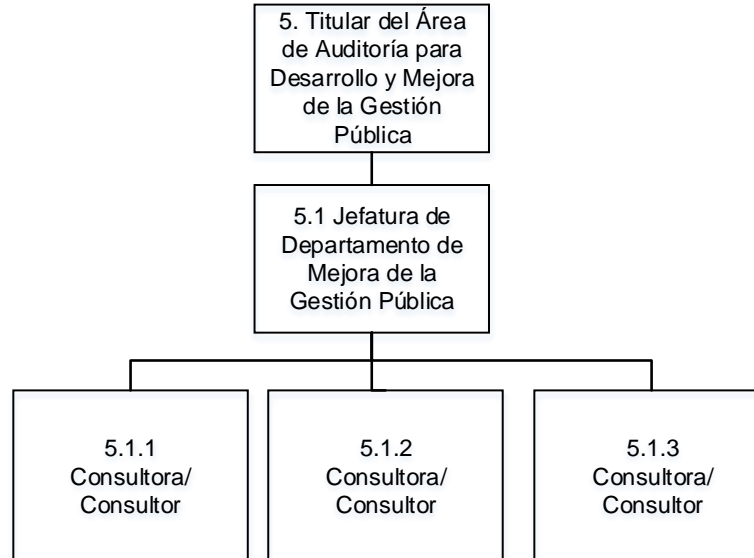 5. Titular del Área
de Auditoría para
Desarrollo y Mejora
de la Gestión
Pública
5.1 Jefatura de
Departamento de
Mejora de la
Gestión Pública
5.1.1
Consultora/
Consultor
5.1.2
Consultora/
Consultor
5.1.3
Consultora/
Consultor